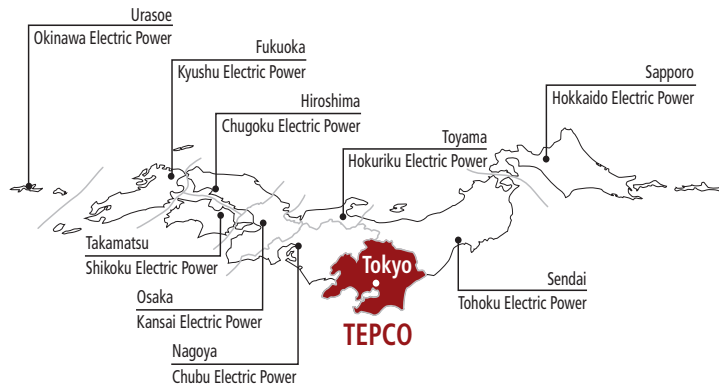 Urasoe
Okinawa Electric Power
Fukuoka
Kyushu Electric Power
Hiroshima
Chugoku Electric Power
Toyama
Hokuriku Electric Power
Sapporo
Hokkaido Electric Power
Takamatsu
Shikoku Electric Power
Osaka
Kansai Electric Power
Nagoya
Chubu Electric Power
Tokyo
TEPCO
Sendai
Tohoku Electric Power